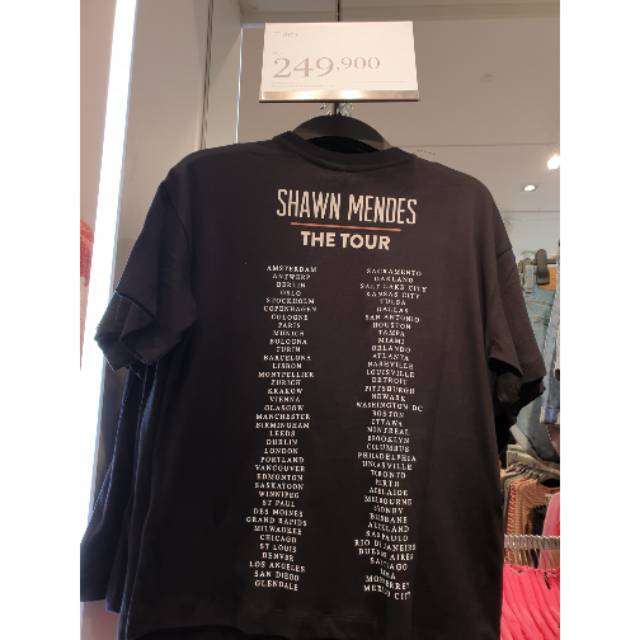 249,900
SHAWN MENDES
THE TOUR
AMSTERDAM
ANTWERP
BERLIN
OSLO
STOCKHOLM
COPENHAGEN
COLOGNE
PARIS
MUNICH
BOLOGNA
TURIN
BARCELONA
LISBON
MONTPELLIER
ZURICH
KRAKOW
VIENNA
GLASGOW
MANCHESTER
BIRMINGHAM
LEEDS
DUBLIN
LONDON
PORTLAND
VANCOUVER
EDMONTON
SASKATOON
WINNIPEG
ST PAUL
DES MOINES
GRAND RAPIDS
MILWAUKEE
CHICAGO
ST LOUIS
DENVER
LOS ANGELES
SAN DIEGO
GLENDALE
SACRAMENTO
OAKLAND
SALT LAKE CITY
KANSAS CITY
TULSA
DALLAS
SAN ANTONIO
HOUSTON
TAMPA
MIAMI
ORLANDO
ATLANTA
NASHVILLE
LOUISVILLE
DETROIT
PITTSBURGH
NEWARK
WASHINGTON DC
BOSTON
OTTAWA
MONTREAL
BROOKLYN
COLUMBUS
PHILADELPHIA
UNCASVILLE
TORONTO
PERTH
ADELAIDE
MELBOURNE
SYDNEY
BRISBANE
AUCKLAND
SAO PAULO
RIO DE JANEIRO
BUENOS AIRES
SANTIAGO
LIMA
MONTERREY
MEXICO CITY